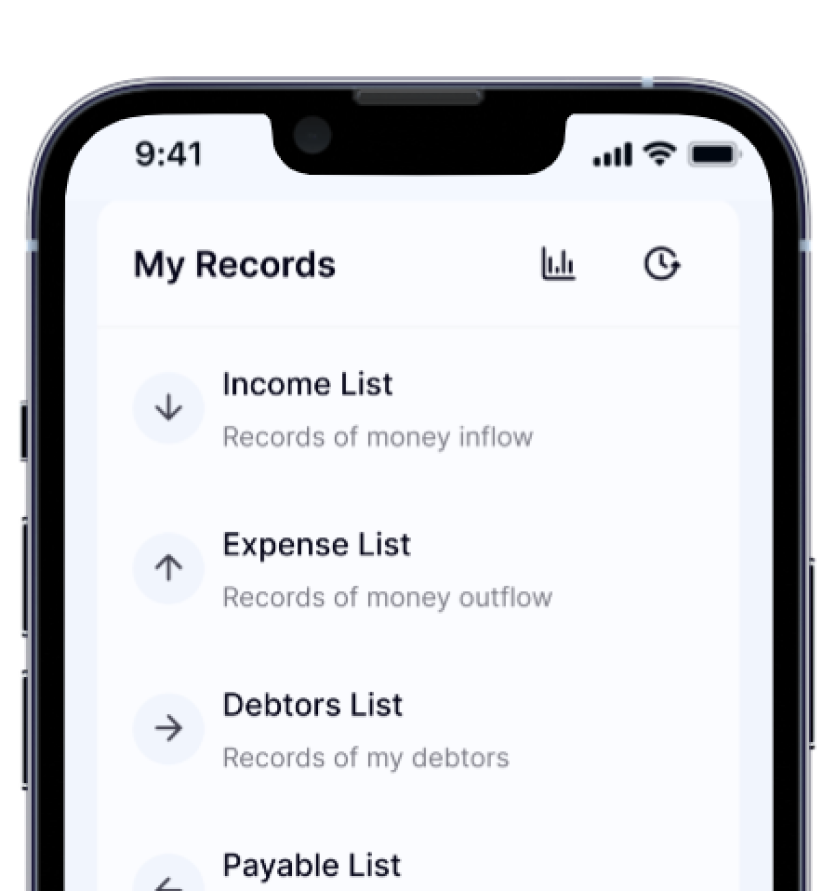 9:41
My Records
Income List
Records of money inflow
Expense List
Records of money outflow
Debtors List
Records of my debtors
Payable List